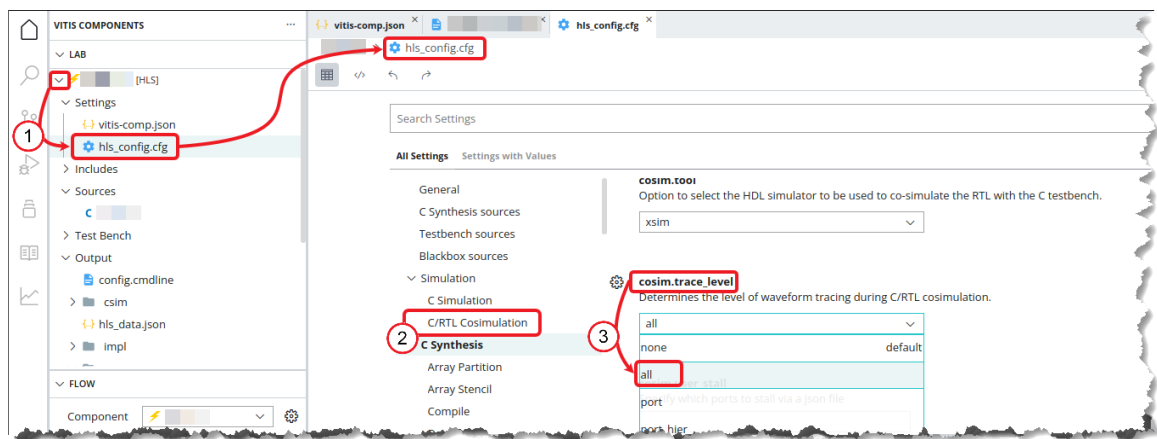 VITIS COMPONENTS
LAB
[HLS]
Settings
{..} vitis-comp.json
hls_config.cfg
Includes
Sources
C
Test Bench
Output
config.cmdline
csim
{..} hls_data.json
impl
FLOW
Component
1
{..} vitis-comp.json
hls_config.cfg
hls_config.cfg
Search Settings
All Settings Settings with Values
General
C Synthesis sources
Testbench sources
Blackbox sources
Simulation
C Simulation
C/RTL Cosimulation
2
C Synthesis
Array Partition
Array Stencil
Compile
cosim.tool
Option to select the HDL simulator to be used to co-simulate the RTL with the C testbench.
xsim
cosim.trace_level
Determines the level of waveform tracing during C/RTL cosimulation.
3
all
none default
all
port
port_hier